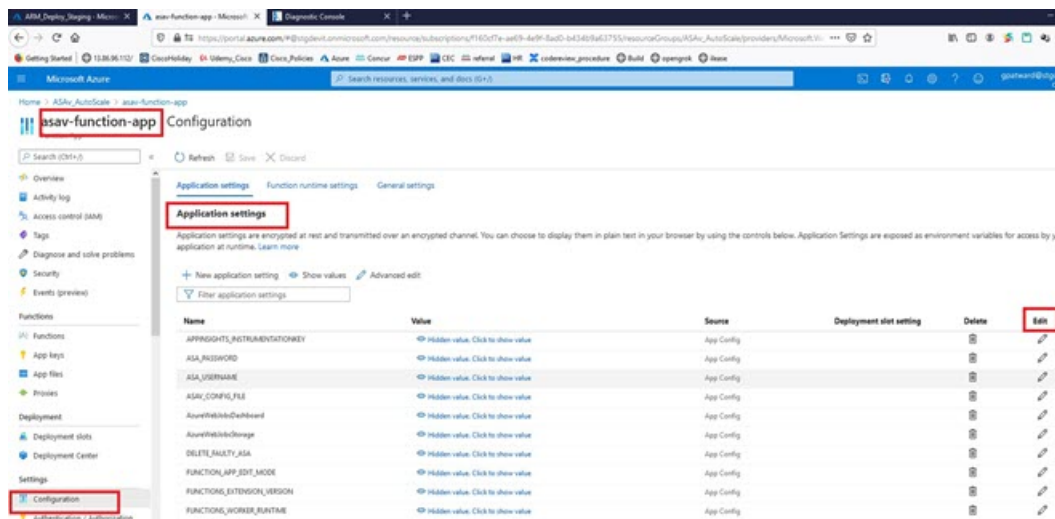 ARM_Deploy_Staging - Micro
asav-function-app - Microsoft
Diagnostic Console
https://portal.azure.com/
Getting Started
CiscoHoliday
Udemy_Cisco
Cisco_Policies
Azure
Concur
ESPP
CEC
referral
HR
codereview_procedure
Build
opengrok
ilease
Microsoft Azure
Search resources, services, and docs (G+/)
Home > ASAv_AutoScale > asav-function-app
asav-function-app Configuration
Search (Ctrl+/)
Refresh Save Discard
Overview
Activity log
Access control (IAM)
Tags
Diagnose and solve problems
Security
Events (preview)
Functions
Functions
App keys
App files
Proxies
Deployment
Deployment slots
Deployment Center
Settings
Configuration
Authentication / Authorization
Application settings Function runtime settings General settings
Application settings
Application settings are encrypted at rest and transmitted over an encrypted channel. You can choose to display them in plain text in your browser by using the controls below. Application Settings are exposed as environment variables for access by
application at runtime. Learn more
New application setting Show values Advanced edit
Filter application settings
Name Value Source Deployment slot setting Delete Edit
APPINSIGHTS_INSTRUMENTATIONKEY Hidden value. Click to show value App Config
ASA_PASSWORD Hidden value. Click to show value App Config
ASA_USERNAME Hidden value. Click to show value App Config
ASAV_CONFIG_FILE Hidden value. Click to show value App Config
AzureWebJobsDashboard Hidden value. Click to show value App Config
AzureWebJobsStorage Hidden value. Click to show value App Config
DELETE_FAULTY_ASA Hidden value. Click to show value App Config
FUNCTION_APP_EDIT_MODE Hidden value. Click to show value App Config
FUNCTIONS_EXTENSION_VERSION Hidden value. Click to show value App Config
FUNCTIONS_WORKER_RUNTIME Hidden value. Click to show value App Config